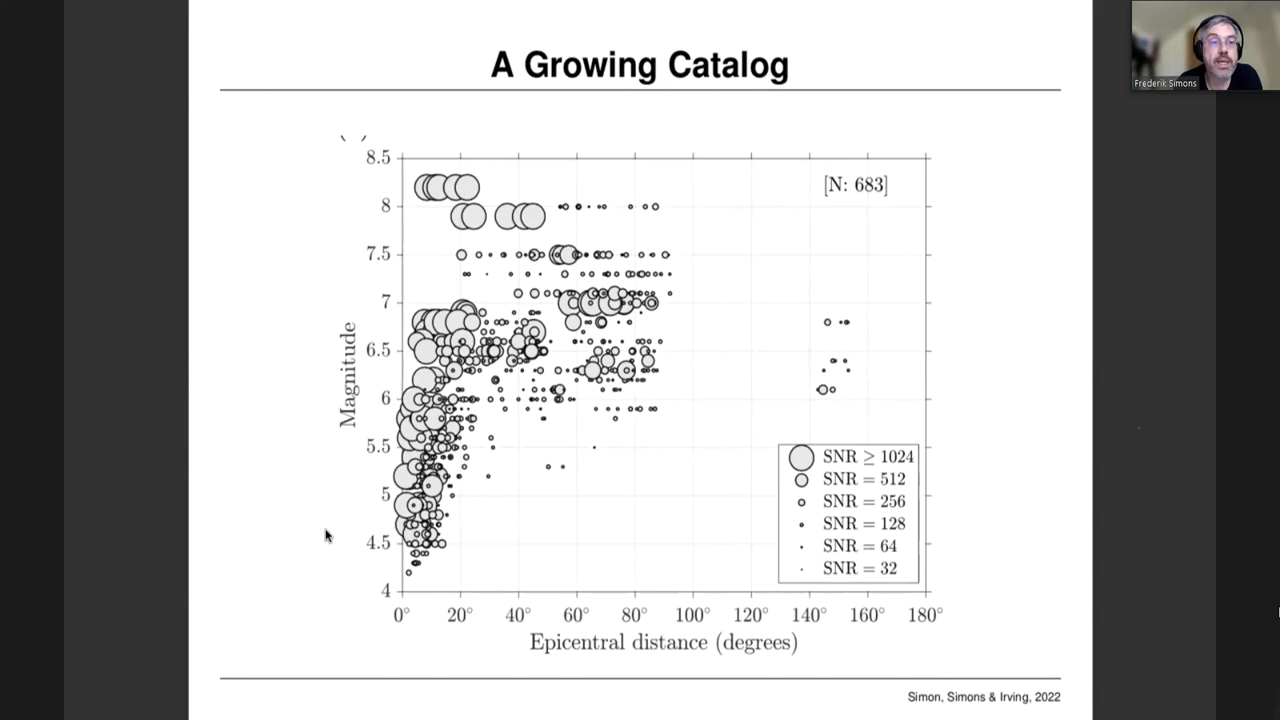 A Growing Catalog
Frederik Simons
8.5
8
7.5
7
6.5
6
5.5
5
4.5
4
Magnitude
[N: 683]
SNR ≥ 1024
SNR = 512
SNR = 256
SNR = 128
SNR = 64
SNR = 32
0° 20° 40° 60° 80° 100° 120° 140° 160° 180°
Epicentral distance (degrees)
Simon, Simons & Irving, 2022